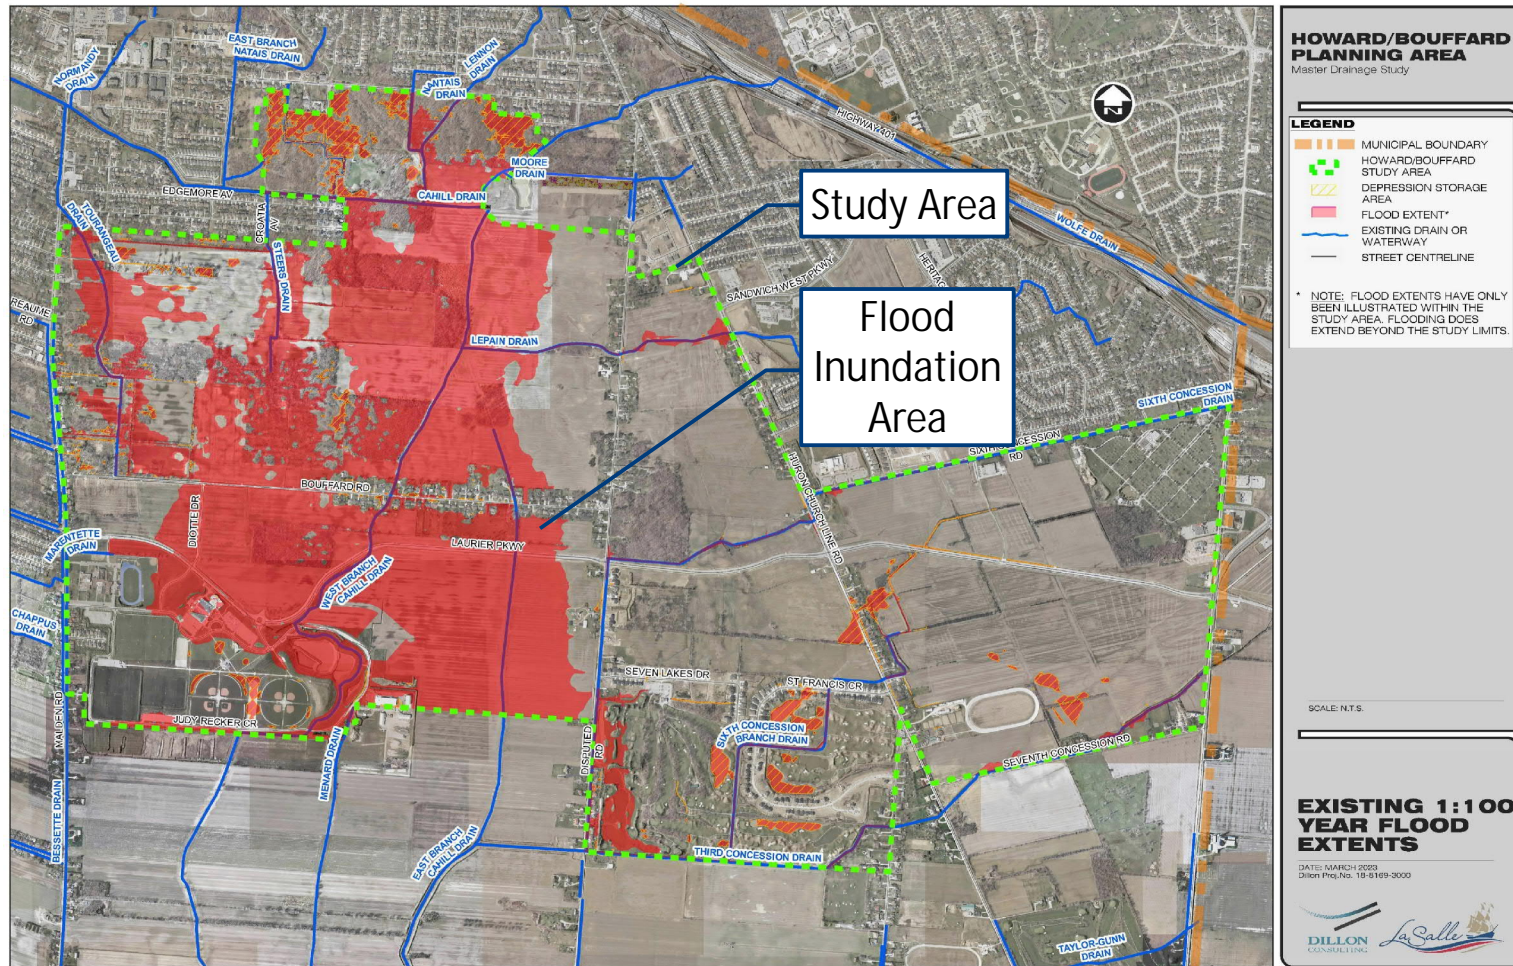 NORMANDY
DRAIN
EAST BRANCH
NATAIS DRAIN
LENNON
DRAIN
NANTAIS
DRAIN
HIGHWAY 401
N
MOORE
DRAIN
EDGEMORE AV
CAHILL DRAIN
TOURANGEAU
DRAIN
CROATIA
AV
STEERS DRAIN
Study Area
WOLFE DRAIN
HERITAG
SANDWICH WEST PKWY
REAUME
RD
LEPAIN DRAIN
Flood
Inundation
Area
SIXTH CONCESSION
DRAIN
SIXTH CONCESSION
RD
BOUFFARD RD
DIOTTE DR
HURON CHURCH LINE RD
MARENTETTE
DRAIN
LAURIER PKWY
WEST BRANCH
CAHILL DRAIN
CHAPPUS
DRAIN
SEVEN LAKES DR
ST FRANCIS CR
MALDEN RD
JUDY RECKER CR
DISPUTED
RD
SIXTH CONCESSION
BRANCH DRAIN
SEVENTH CONCESSION RD
BESSETTE DRAIN
MENARD DRAIN
EAST BRANCH
CAHILL DRAIN
THIRD CONCESSION DRAIN
TAYLOR-GUNN
DRAIN
HOWARD/BOUFFARD
PLANNING AREA
Master Drainage Study
LEGEND
MUNICIPAL BOUNDARY
HOWARD/BOUFFARD
STUDY AREA
DEPRESSION STORAGE
AREA
FLOOD EXTENT*
EXISTING DRAIN OR
WATERWAY
STREET CENTRELINE
* NOTE: FLOOD EXTENTS HAVE ONLY
BEEN ILLUSTRATED WITHIN THE
STUDY AREA. FLOODING DOES
EXTEND BEYOND THE STUDY LIMITS.
SCALE: N.T.S.
EXISTING 1:100
YEAR FLOOD
EXTENTS
DATE: MARCH 2023
Dillon Proj.No. 18-8169-3000
DILLON
CONSULTING
LaSalle